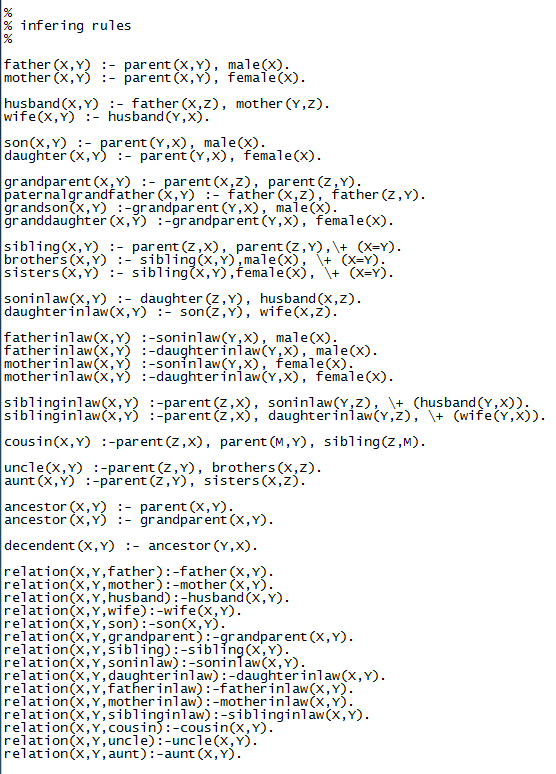 %
% infering rules
%
father(X,Y) :- parent(X,Y), male(X).
mother(X,Y) :- parent(X,Y), female(X).
husband(X,Y) :- father(X,Z), mother(Y,Z).
wife(X,Y) :- husband(Y,X).
son(X,Y) :- parent(Y,X), male(X).
daughter(X,Y) :- parent(Y,X), female(X).
grandparent(X,Y) :- parent(X,Z), parent(Z,Y).
paternalgrandfather(X,Y) :- father(X,Z), father(Z,Y).
grandson(X,Y) :-grandparent(Y,X), male(X).
granddaughter(X,Y) :-grandparent(Y,X), female(X).
sibling(X,Y) :- parent(Z,X), parent(Z,Y),\+ (X=Y).
brothers(X,Y) :- sibling(X,Y),male(X), \+ (X=Y).
sisters(X,Y) :- sibling(X,Y),female(X), \+ (X=Y).
soninlaw(X,Y) :- daughter(Z,Y), husband(X,Z).
daughterinlaw(X,Y) :- son(Z,Y), wife(X,Z).
fatherinlaw(X,Y) :-soninlaw(Y,X), male(X).
fatherinlaw(X,Y) :-daughterinlaw(Y,X), male(X).
motherinlaw(X,Y) :-soninlaw(Y,X), female(X).
motherinlaw(X,Y) :-daughterinlaw(Y,X), female(X).
siblinginlaw(X,Y) :-parent(Z,X), soninlaw(Y,Z), \+ (husband(Y,X)).
siblinginlaw(X,Y) :-parent(Z,X), daughterinlaw(Y,Z), \+ (wife(Y,X)).
cousin(X,Y) :-parent(Z,X), parent(M,Y), sibling(Z,M).
uncle(X,Y) :-parent(Z,Y), brothers(X,Z).
aunt(X,Y) :-parent(Z,Y), sisters(X,Z).
ancestor(X,Y) :- parent(X,Y).
ancestor(X,Y) :- grandparent(X,Y).
decendent(X,Y) :- ancestor(Y,X).
relation(X,Y,father):-father(X,Y).
relation(X,Y,mother):-mother(X,Y).
relation(X,Y,husband):-husband(X,Y).
relation(X,Y,wife):-wife(X,Y).
relation(X,Y,son):-son(X,Y).
relation(X,Y,grandparent):-grandparent(X,Y).
relation(X,Y,sibling):-sibling(X,Y).
relation(X,Y,soninlaw):-soninlaw(X,Y).
relation(X,Y,daughterinlaw):-daughterinlaw(X,Y).
relation(X,Y,fatherinlaw):-fatherinlaw(X,Y).
relation(X,Y,motherinlaw):-motherinlaw(X,Y).
relation(X,Y,siblinginlaw):-siblinginlaw(X,Y).
relation(X,Y,cousin):-cousin(X,Y).
relation(X,Y,uncle):-uncle(X,Y).
relation(X,Y,aunt):-aunt(X,Y).